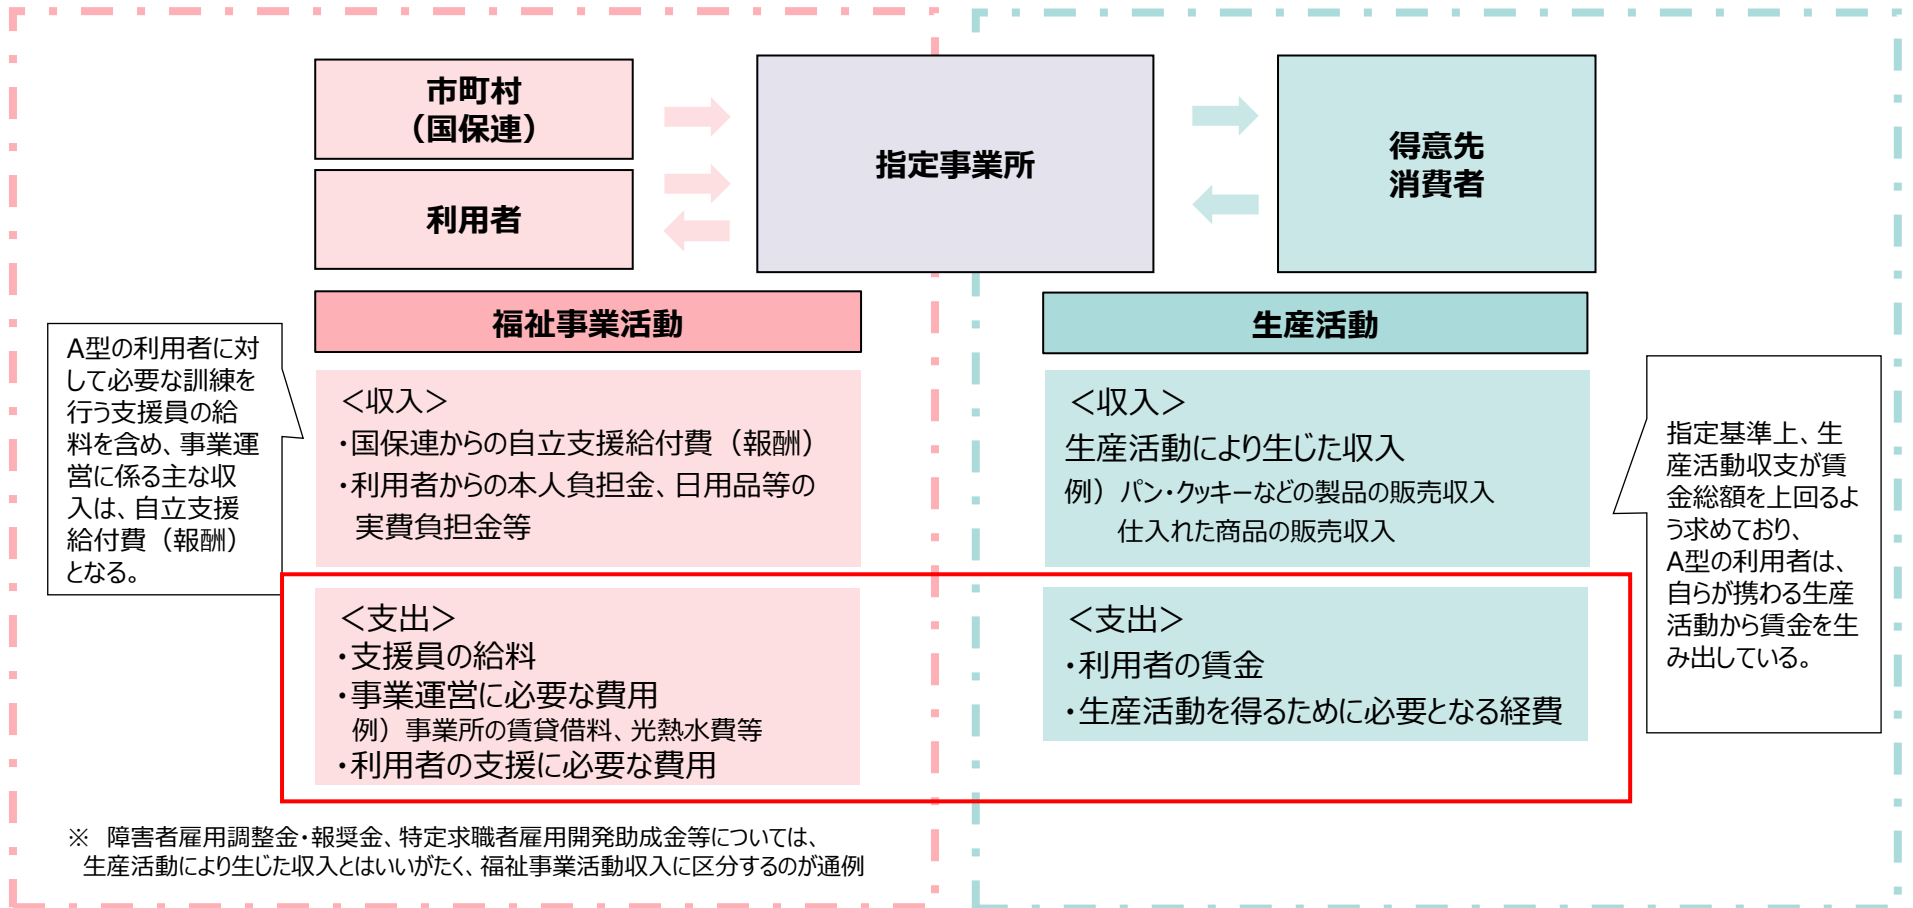 市町村
（国保連）
利用者
指定事業所
得意先
消費者
福祉事業活動
生産活動
A型の利用者に対
して必要な訓練を
行う支援員の給
料を含め、事業運
営に係る主な収
入は、自立支援
給付費（報酬）
となる。
＜収入＞
・国保連からの自立支援給付費（報酬）
・利用者からの本人負担金、日用品等の
実費負担金等
＜収入＞
生産活動により生じた収入
例）パン・クッキーなどの製品の販売収入
仕入れた商品の販売収入
指定基準上、生
産活動収支が賃
金総額を上回るよ
う求めており、
A型の利用者は、
自らが携わる生産
活動から賃金を生
み出している。
＜支出＞
・支援員の給料
・事業運営に必要な費用
例）事業所の賃貸借料、光熱水費等
・利用者の支援に必要な費用
＜支出＞
・利用者の賃金
・生産活動を得るために必要となる経費
※　障害者雇用調整金・報奨金、特定求職者雇用開発助成金等については、
生産活動により生じた収入とはいいがたく、福祉事業活動収入に区分するのが通例